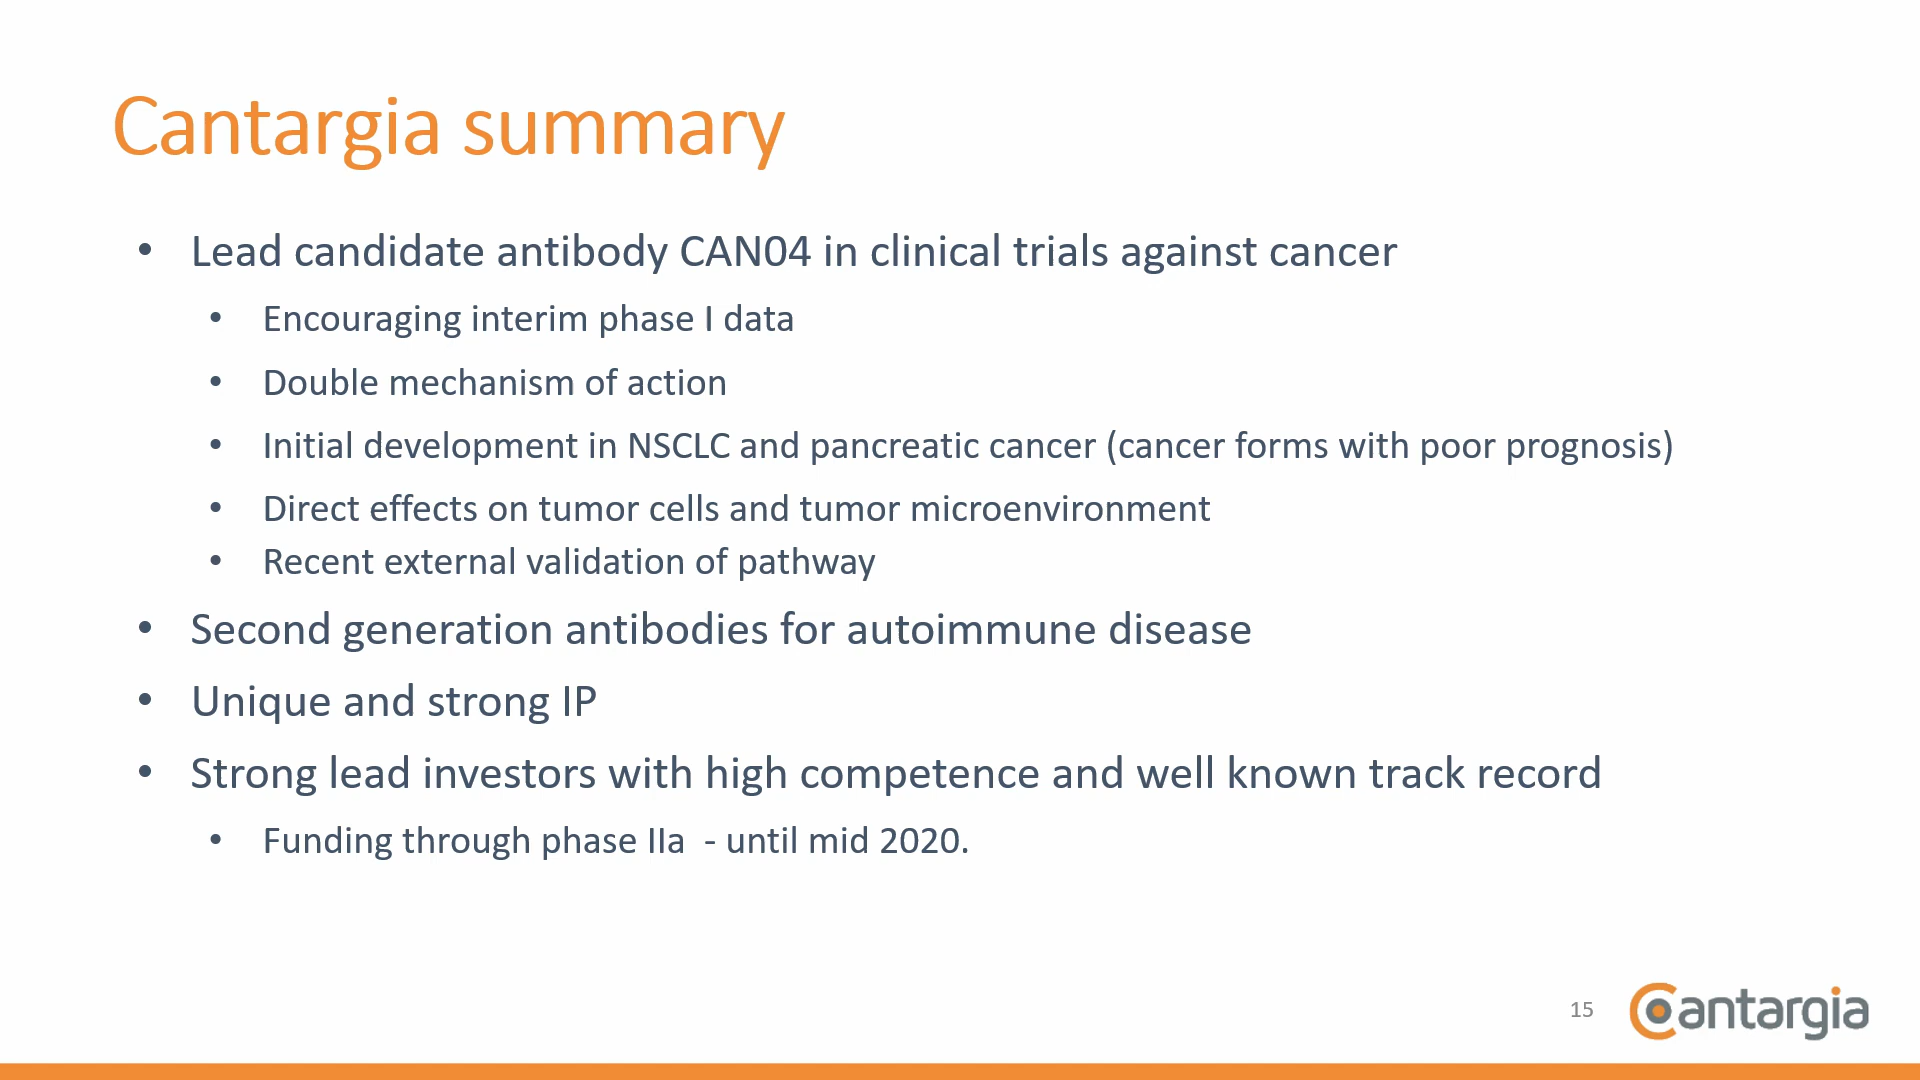 Cantargia summary
• Lead candidate antibody CAN04 in clinical trials against cancer
• Encouraging interim phase I data
• Double mechanism of action
• Initial development in NSCLC and pancreatic cancer (cancer forms with poor prognosis)
• Direct effects on tumor cells and tumor microenvironment
• Recent external validation of pathway
• Second generation antibodies for autoimmune disease
• Unique and strong IP
• Strong lead investors with high competence and well known track record
• Funding through phase IIa  - until mid 2020.
15
Cantargia